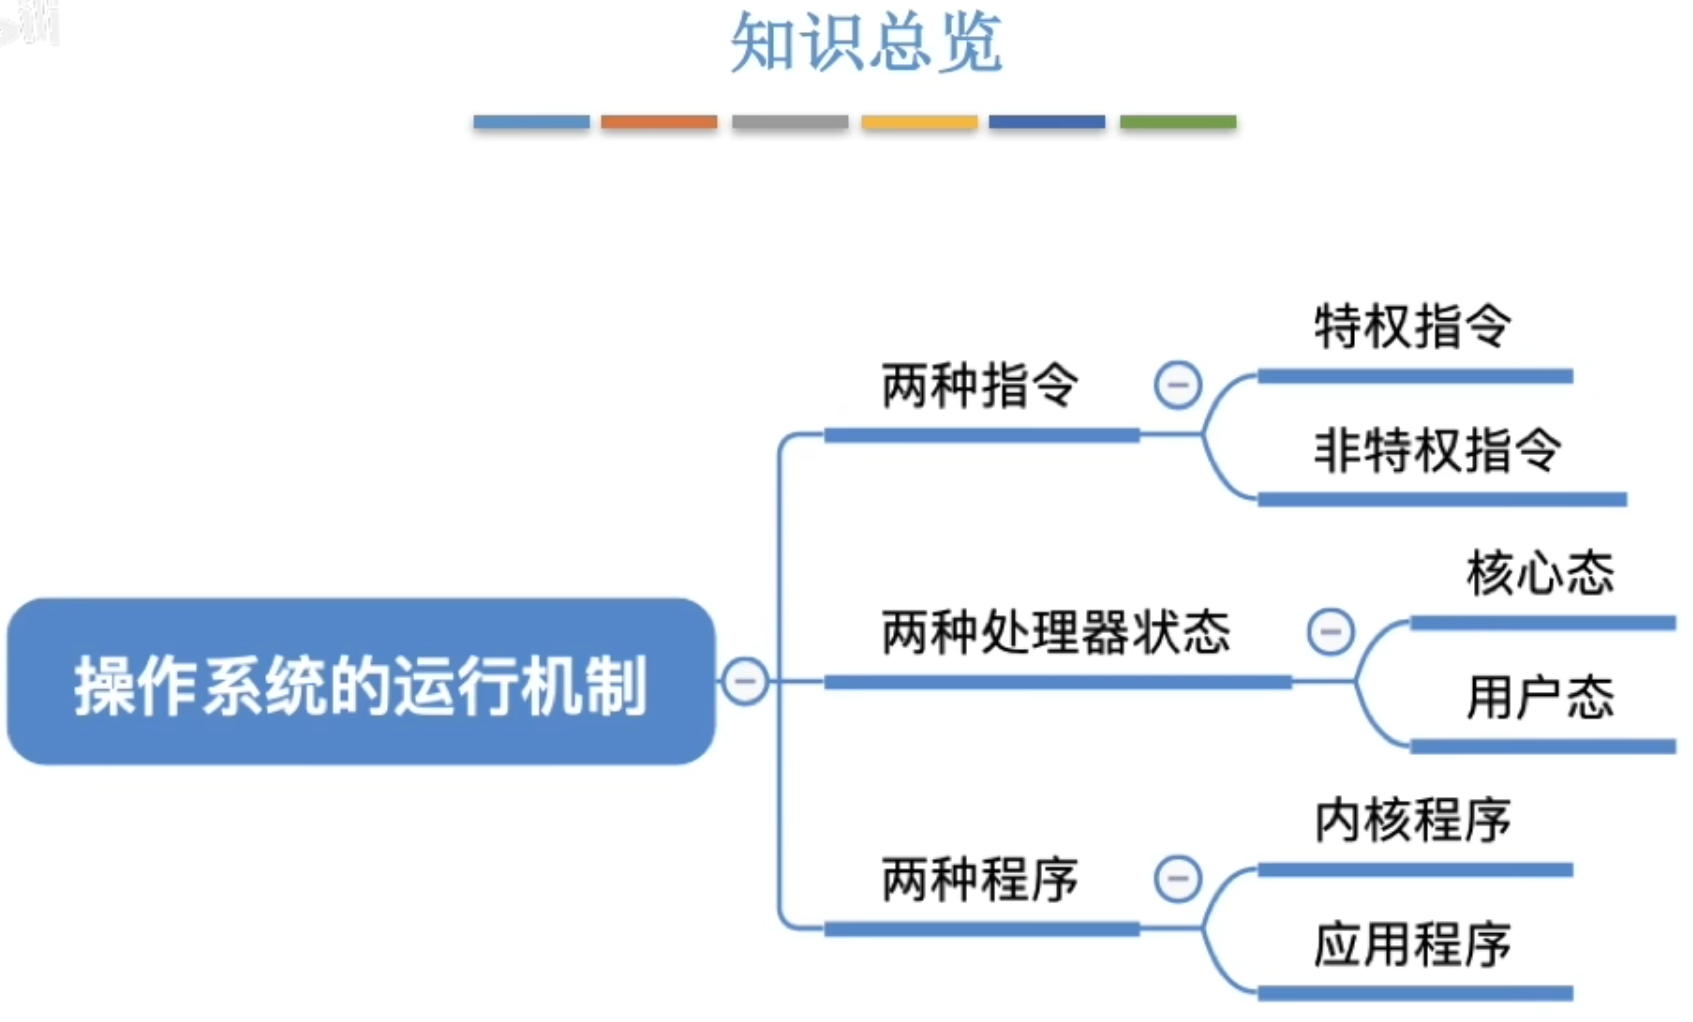 知识总览
特权指令
两种指令
非特权指令
核心态
两种处理器状态
操作系统的运行机制
用户态
内核程序
两种程序
应用程序